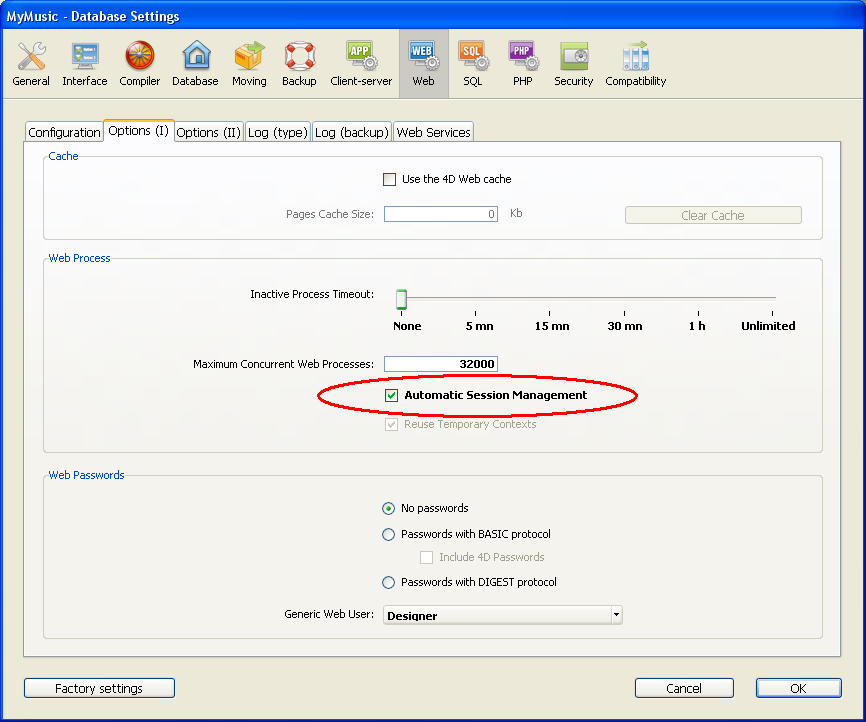 MyMusic - Database Settings
APP WEB SQL PHP
General Interface Compiler Database Moving Backup Client-server Web SQL PHP Security Compatibility
Configuration Options (I) Options (II) Log (type) Log (backup) Web Services
Cache
Use the 4D Web cache
Pages Cache Size: 0 Kb Clear Cache
Web Process
Inactive Process Timeout:
None 5 mn 15 mn 30 mn 1 h Unlimited
Maximum Concurrent Web Processes: 32000
Automatic Session Management
Reuse Temporary Contexts
Web Passwords
No passwords
Passwords with BASIC protocol
Include 4D Passwords
Passwords with DIGEST protocol
Generic Web User: Designer
Factory settings Cancel OK